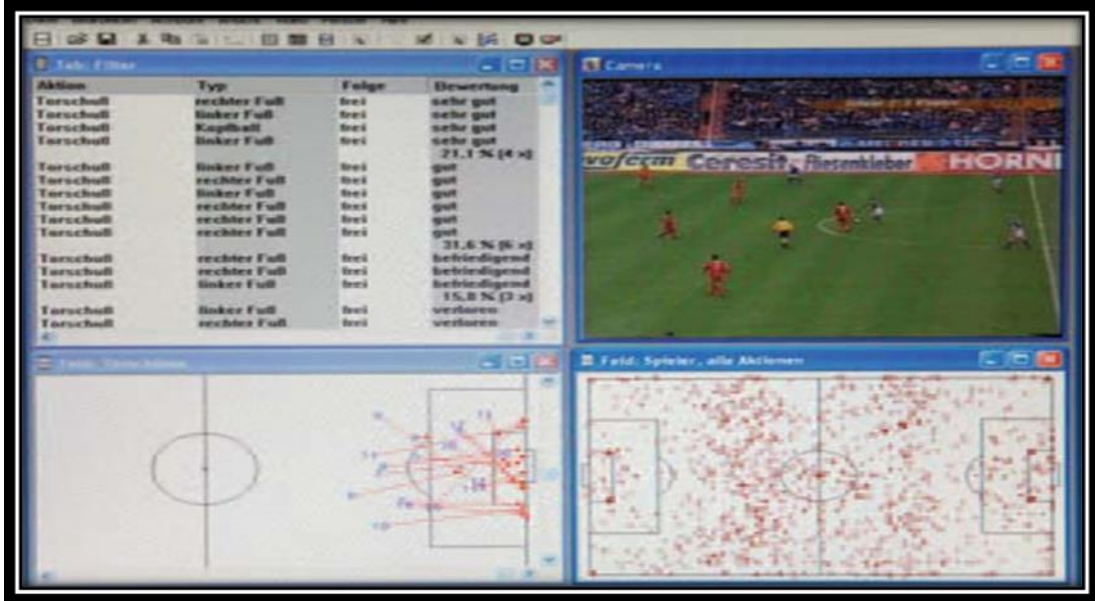 Tab: Filter
Aktion Typ Folge Bewertung
Torschuß rechter Fuß frei sehr gut
Torschuß linker Fuß frei sehr gut
Torschuß Kopfball frei sehr gut
Torschuß linker Fuß frei sehr gut
21,1 % (4 x)
Torschuß linker Fuß frei gut
Torschuß rechter Fuß frei gut
Torschuß linker Fuß frei gut
Torschuß rechter Fuß frei gut
Torschuß rechter Fuß frei gut
Torschuß rechter Fuß frei gut
31,6 % (6 x)
Torschuß rechter Fuß frei befriedigend
Torschuß rechter Fuß frei befriedigend
Torschuß linker Fuß frei befriedigend
15,8 % (3 x)
Torschuß linker Fuß frei verloren
Torschuß rechter Fuß frei verloren
Camera
Ceresit Riesenkleber HORN
Feld: Spieler, alle Aktionen